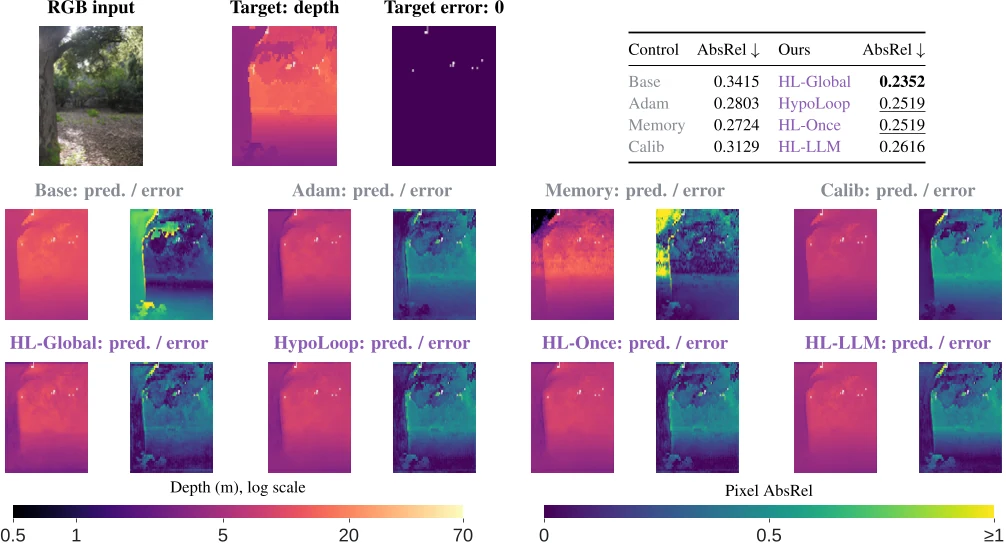 RGB input Target: depth Target error: 0
Control AbsRel ↓ Ours AbsRel ↓
Base 0.3415 HL-Global 0.2352
Adam 0.2803 HypoLoop 0.2519
Memory 0.2724 HL-Once 0.2519
Calib 0.3129 HL-LLM 0.2616
Base: pred. / error Adam: pred. / error Memory: pred. / error Calib: pred. / error
HL-Global: pred. / error HypoLoop: pred. / error HL-Once: pred. / error HL-LLM: pred. / error
Depth (m), log scale Pixel AbsRel
0.5 1 5 20 70 0 0.5 ≥1